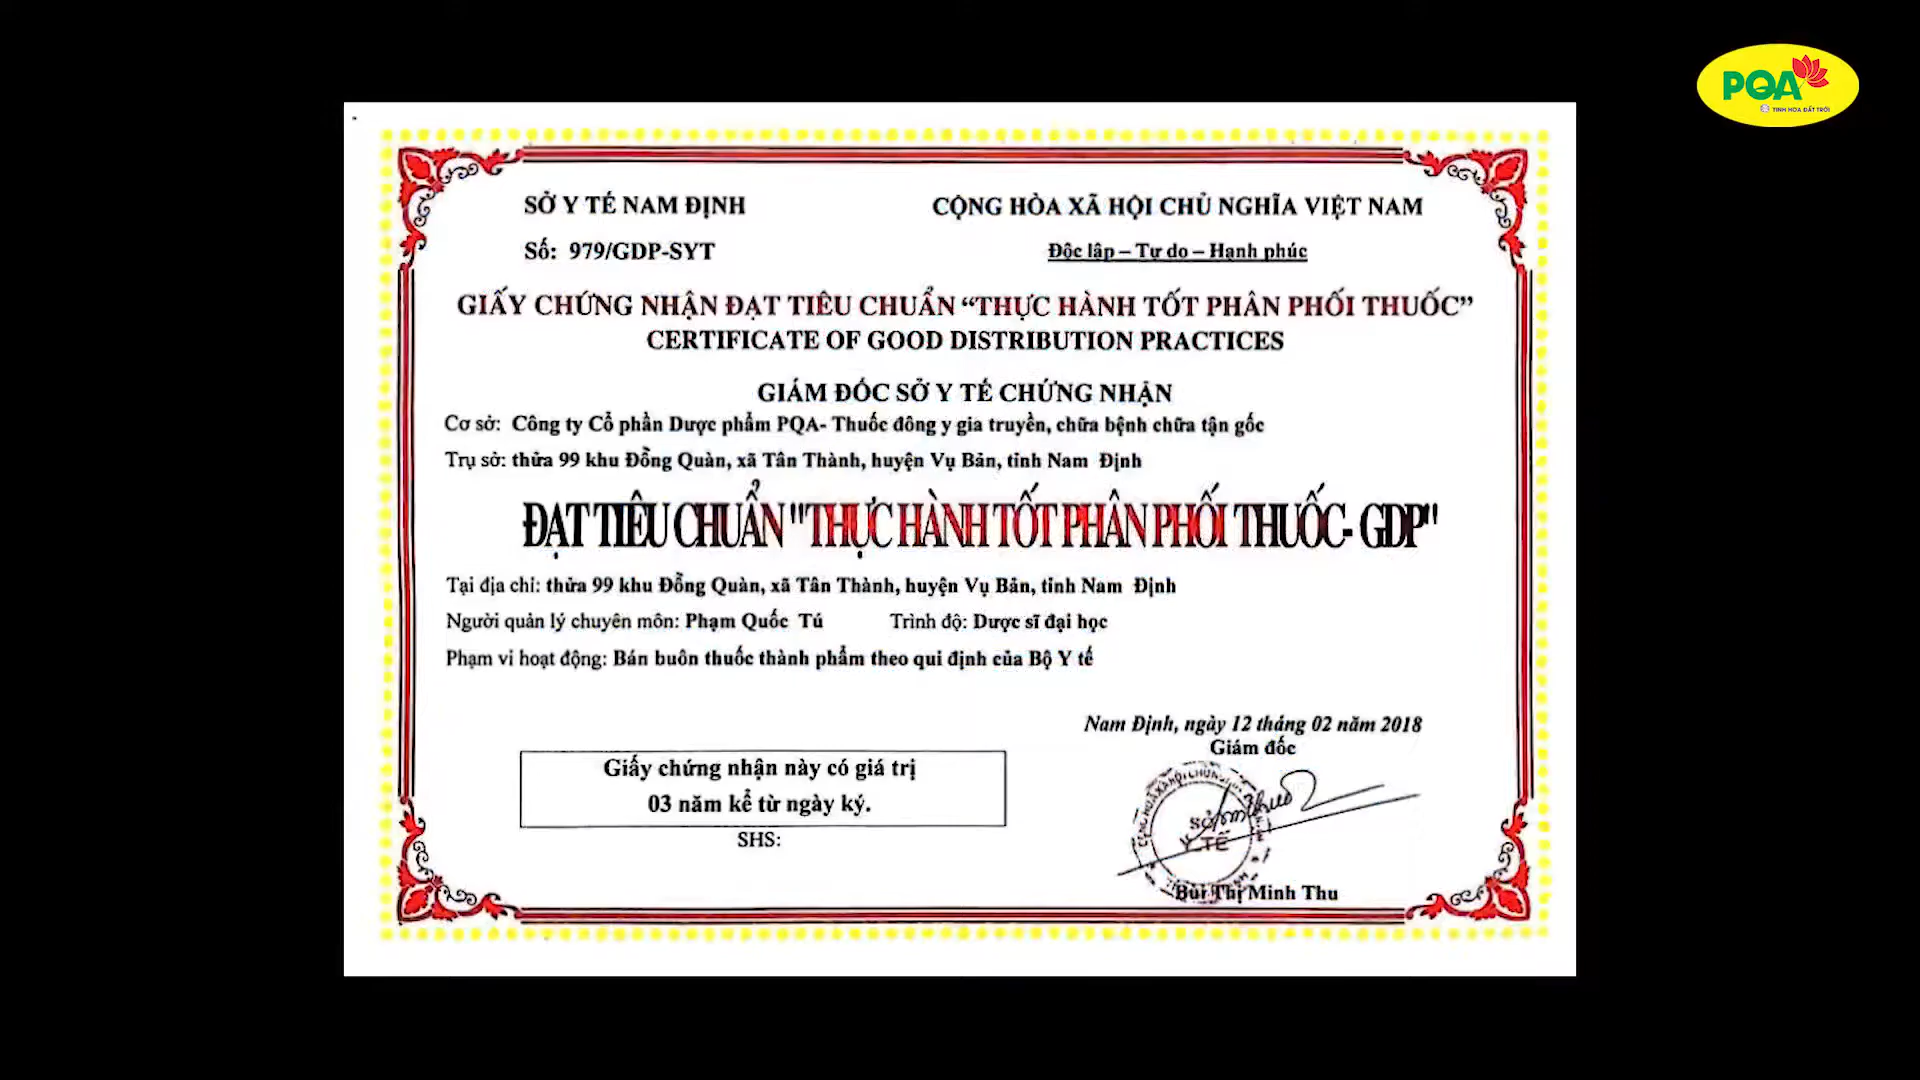 PQA
TINH HOA ĐẤT TRỜI
SỞ Y TẾ NAM ĐỊNH
CỘNG HÒA XÃ HỘI CHỦ NGHĨA VIỆT NAM
Số: 979/GDP-SYT
Độc lập – Tự do – Hạnh phúc
GIẤY CHỨNG NHẬN ĐẠT TIÊU CHUẨN “THỰC HÀNH TỐT PHÂN PHỐI THUỐC”
CERTIFICATE OF GOOD DISTRIBUTION PRACTICES
GIÁM ĐỐC SỞ Y TẾ CHỨNG NHẬN
Cơ sở: Công ty Cổ phần Dược phẩm PQA- Thuốc đông y gia truyền, chữa bệnh chữa tận gốc
Trụ sở: thửa 99 khu Đồng Quàn, xã Tân Thành, huyện Vụ Bản, tỉnh Nam Định
ĐẠT TIÊU CHUẨN "THỰC HÀNH TỐT PHÂN PHỐI THUỐC- GDP"
Tại địa chỉ: thửa 99 khu Đồng Quàn, xã Tân Thành, huyện Vụ Bản, tỉnh Nam Định
Người quản lý chuyên môn: Phạm Quốc Tú Trình độ: Dược sĩ đại học
Phạm vi hoạt động: Bán buôn thuốc thành phẩm theo qui định của Bộ Y tế
Nam Định, ngày 12 tháng 02 năm 2018
Giám đốc
Giấy chứng nhận này có giá trị
03 năm kể từ ngày ký.
SHS:
SỞ
Y TẾ
Bùi Thị Minh Thu